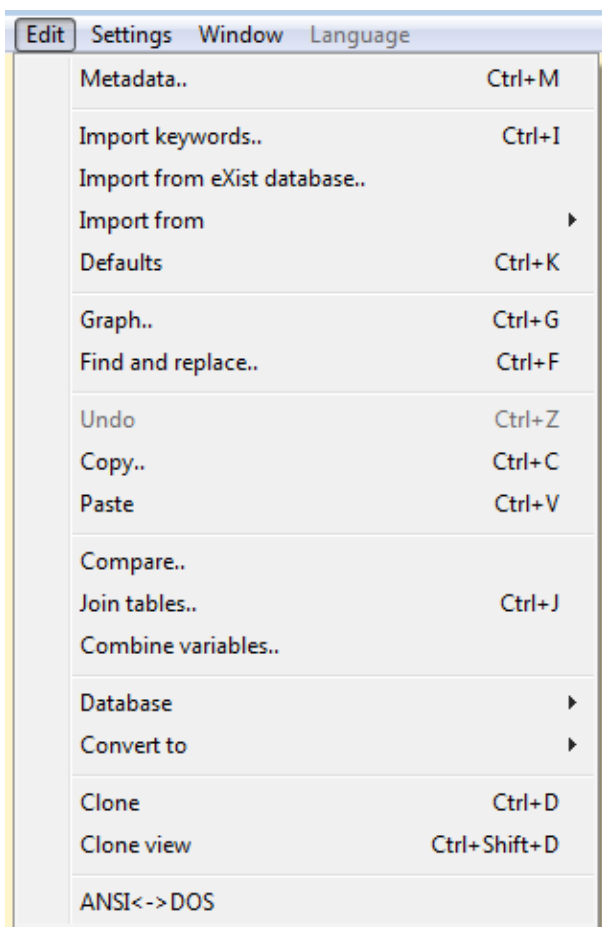 Edit Settings Window Language
Metadata.. Ctrl+M
Import keywords.. Ctrl+I
Import from eXist database..
Import from
Defaults Ctrl+K
Graph.. Ctrl+G
Find and replace.. Ctrl+F
Undo Ctrl+Z
Copy.. Ctrl+C
Paste Ctrl+V
Compare..
Join tables.. Ctrl+J
Combine variables..
Database
Convert to
Clone Ctrl+D
Clone view Ctrl+Shift+D
ANSI<->DOS